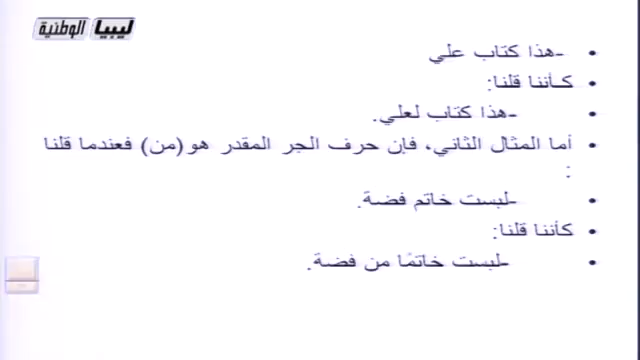 ليبيا الوطنية
-هذا كتاب علي
كأننا قلنا:
-هذا كتاب لعلي.
أما المثال الثاني، فإن حرف الجر المقدر هو (من) فعندما قلنا
:
-لبست خاتم فضة.
كأننا قلنا:
-لبست خاتمًا من فضة.